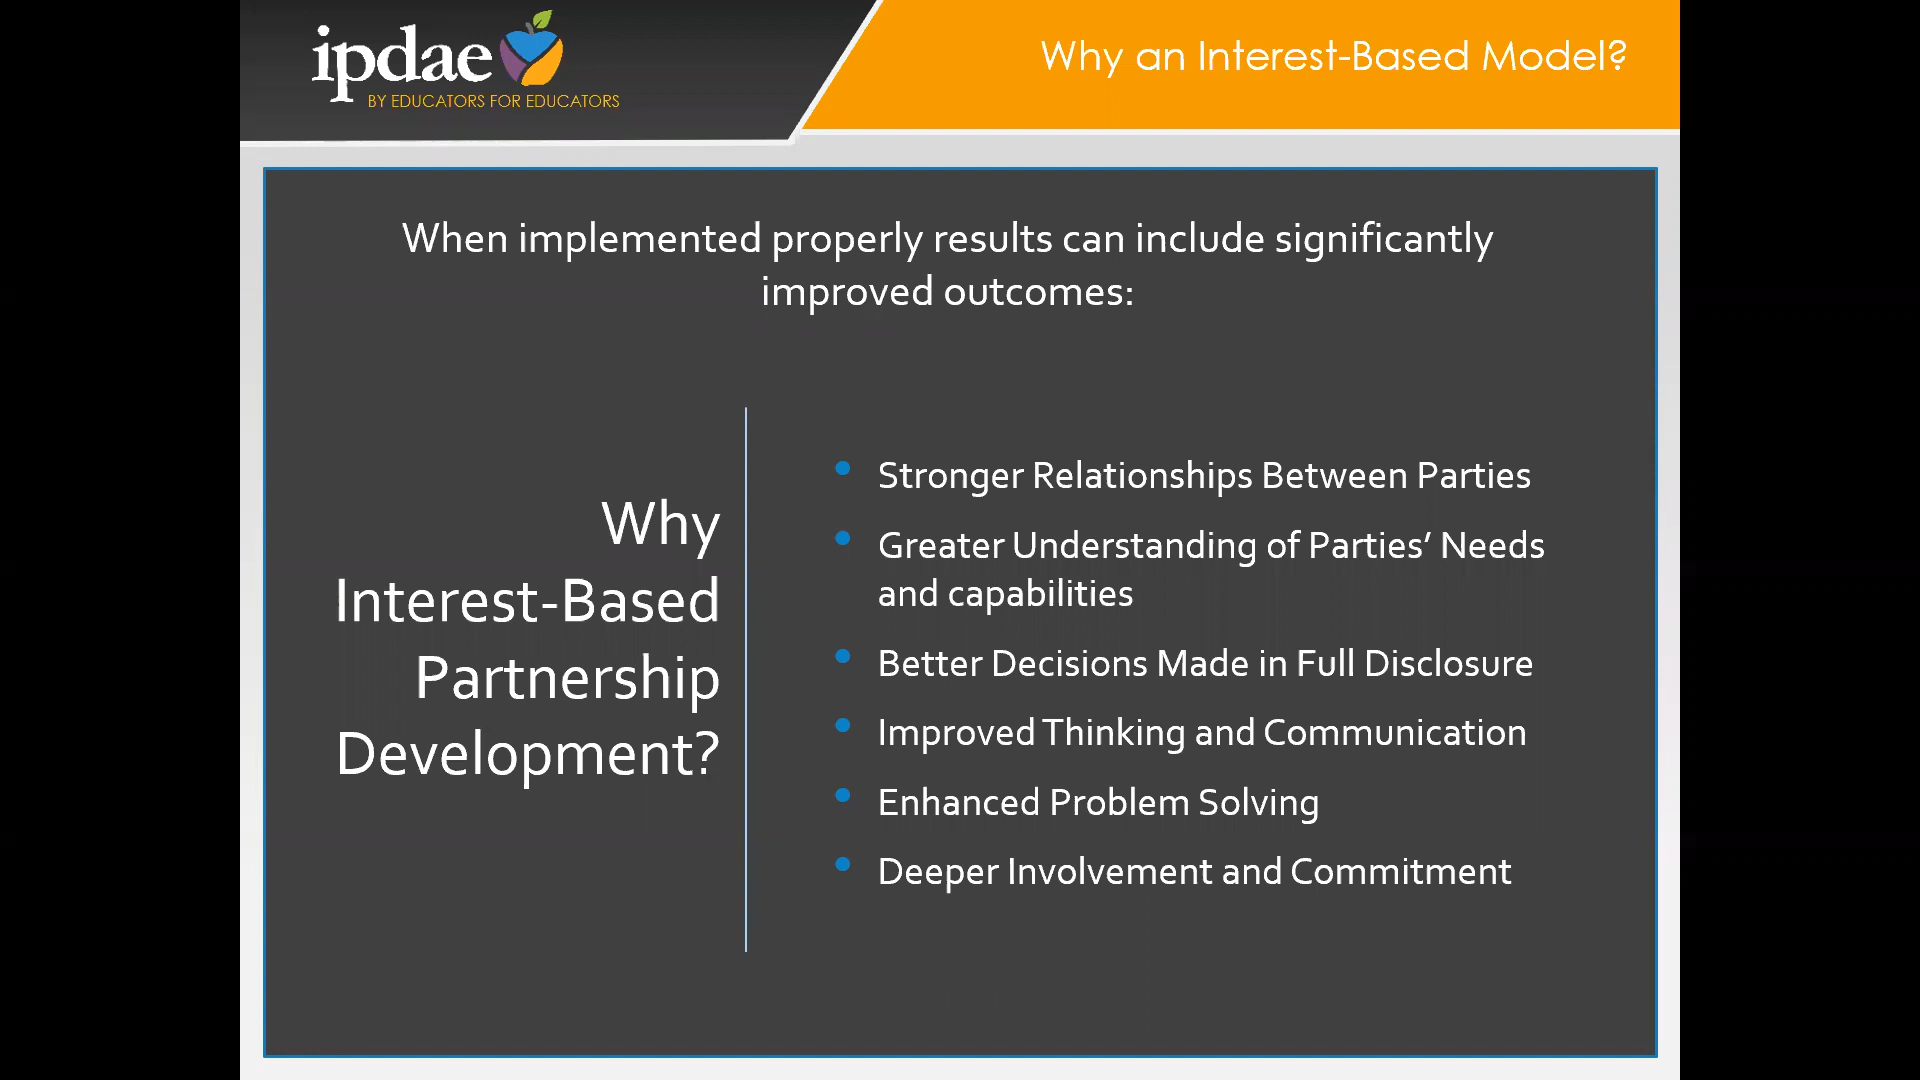 ipdae
BY EDUCATORS FOR EDUCATORS
Why an Interest-Based Model?
When implemented properly results can include significantly
improved outcomes:
Why
Interest-Based
Partnership
Development?
• Stronger Relationships Between Parties
• Greater Understanding of Parties’ Needs
and capabilities
• Better Decisions Made in Full Disclosure
• Improved Thinking and Communication
• Enhanced Problem Solving
• Deeper Involvement and Commitment